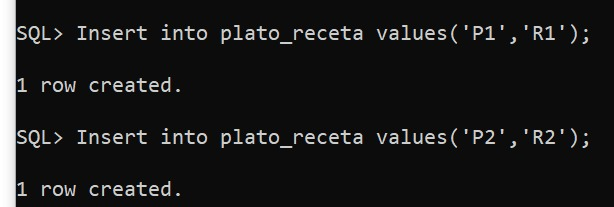 SQL> Insert into plato_receta values('P1','R1');
1 row created.
SQL> Insert into plato_receta values('P2','R2');
1 row created.